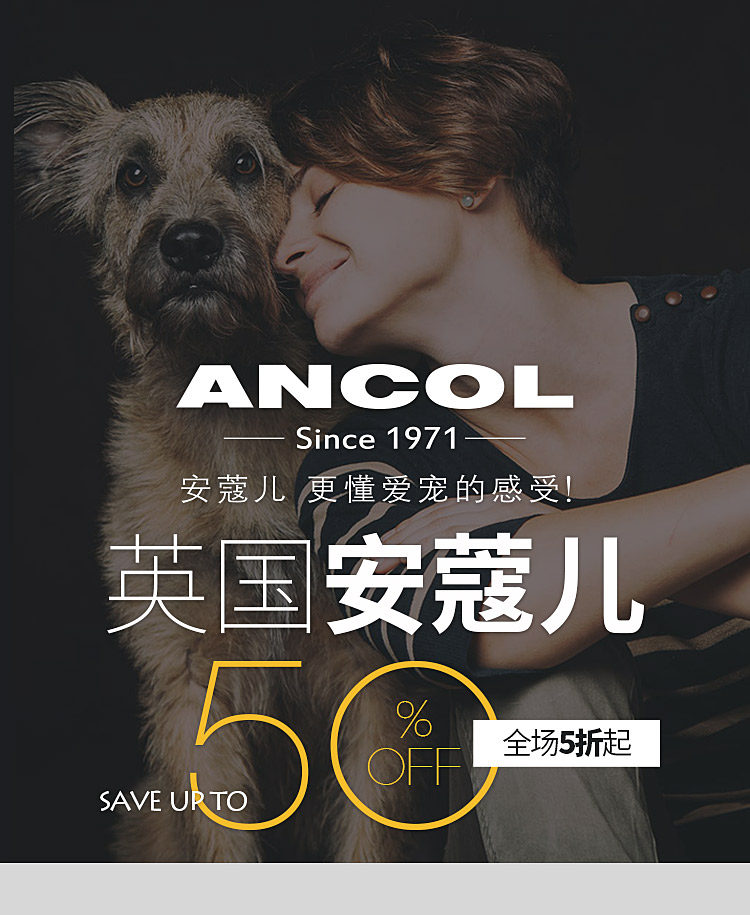 ANCOL
Since 1971
安蔻儿 更懂爱宠的感受!
英国安蔻儿
50
%
OFF
全场5折起
SAVE UP TO